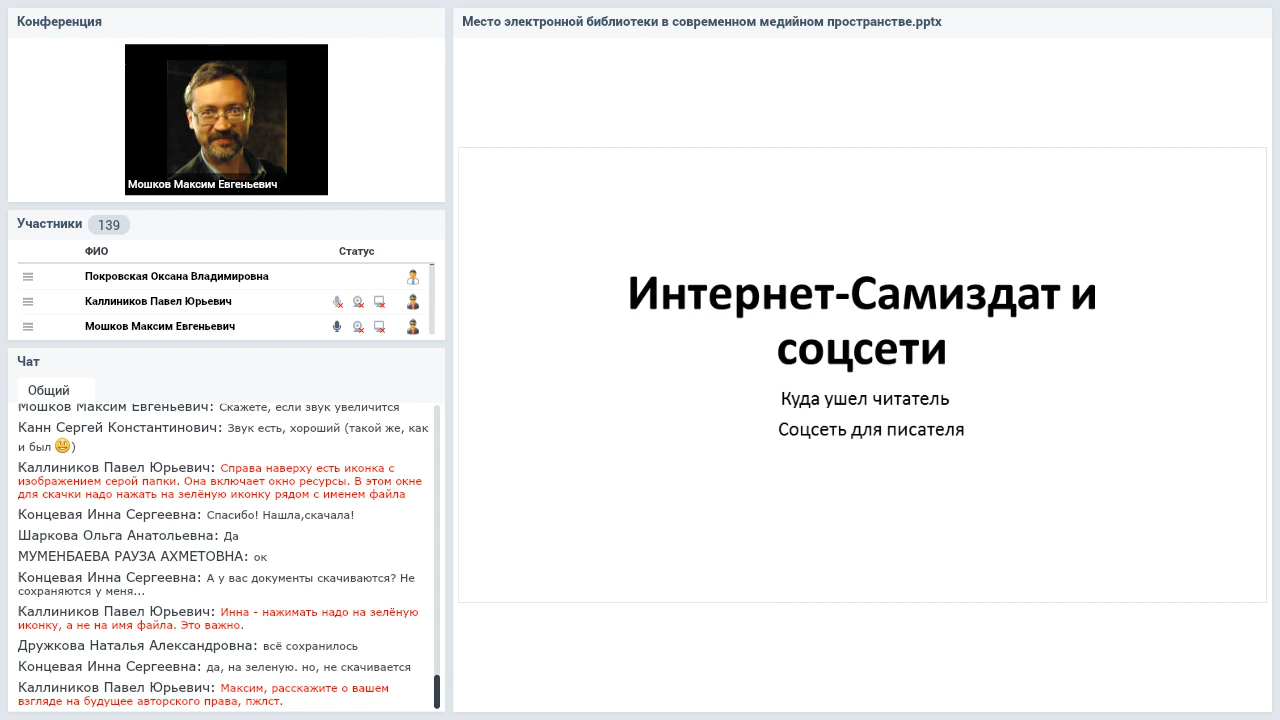 Конференция
Мошков Максим Евгеньевич
Участники 139
ФИО Статус
Покровская Оксана Владимировна
Каллиников Павел Юрьевич
Мошков Максим Евгеньевич
Чат
Общий
Мошков Максим Евгеньевич: Скажете, если звук увеличится
Канн Сергей Константинович: Звук есть, хороший (такой же, как
и был )
Каллиников Павел Юрьевич: Справа наверху есть иконка с
изображением серой папки. Она включает окно ресурсы. В этом окне
для скачки надо нажать на зелёную иконку рядом с именем файла
Концевая Инна Сергеевна: Спасибо! Нашла,скачала!
Шаркова Ольга Анатольевна: Да
МУМЕНБАЕВА РАУЗА АХМЕТОВНА: ок
Концевая Инна Сергеевна: А у вас документы скачиваются? Не
сохраняются у меня...
Каллиников Павел Юрьевич: Инна - нажимать надо на зелёную
иконку, а не на имя файла. Это важно.
Дружкова Наталья Александровна: всё сохранилось
Концевая Инна Сергеевна: да, на зеленую. но, не скачивается
Каллиников Павел Юрьевич: Максим, расскажите о вашем
взгляде на будущее авторского права, пжлст.
Место электронной библиотеки в современном медийном пространстве.pptx
Интернет-Самиздат и
соцсети
Куда ушел читатель
Соцсеть для писателя